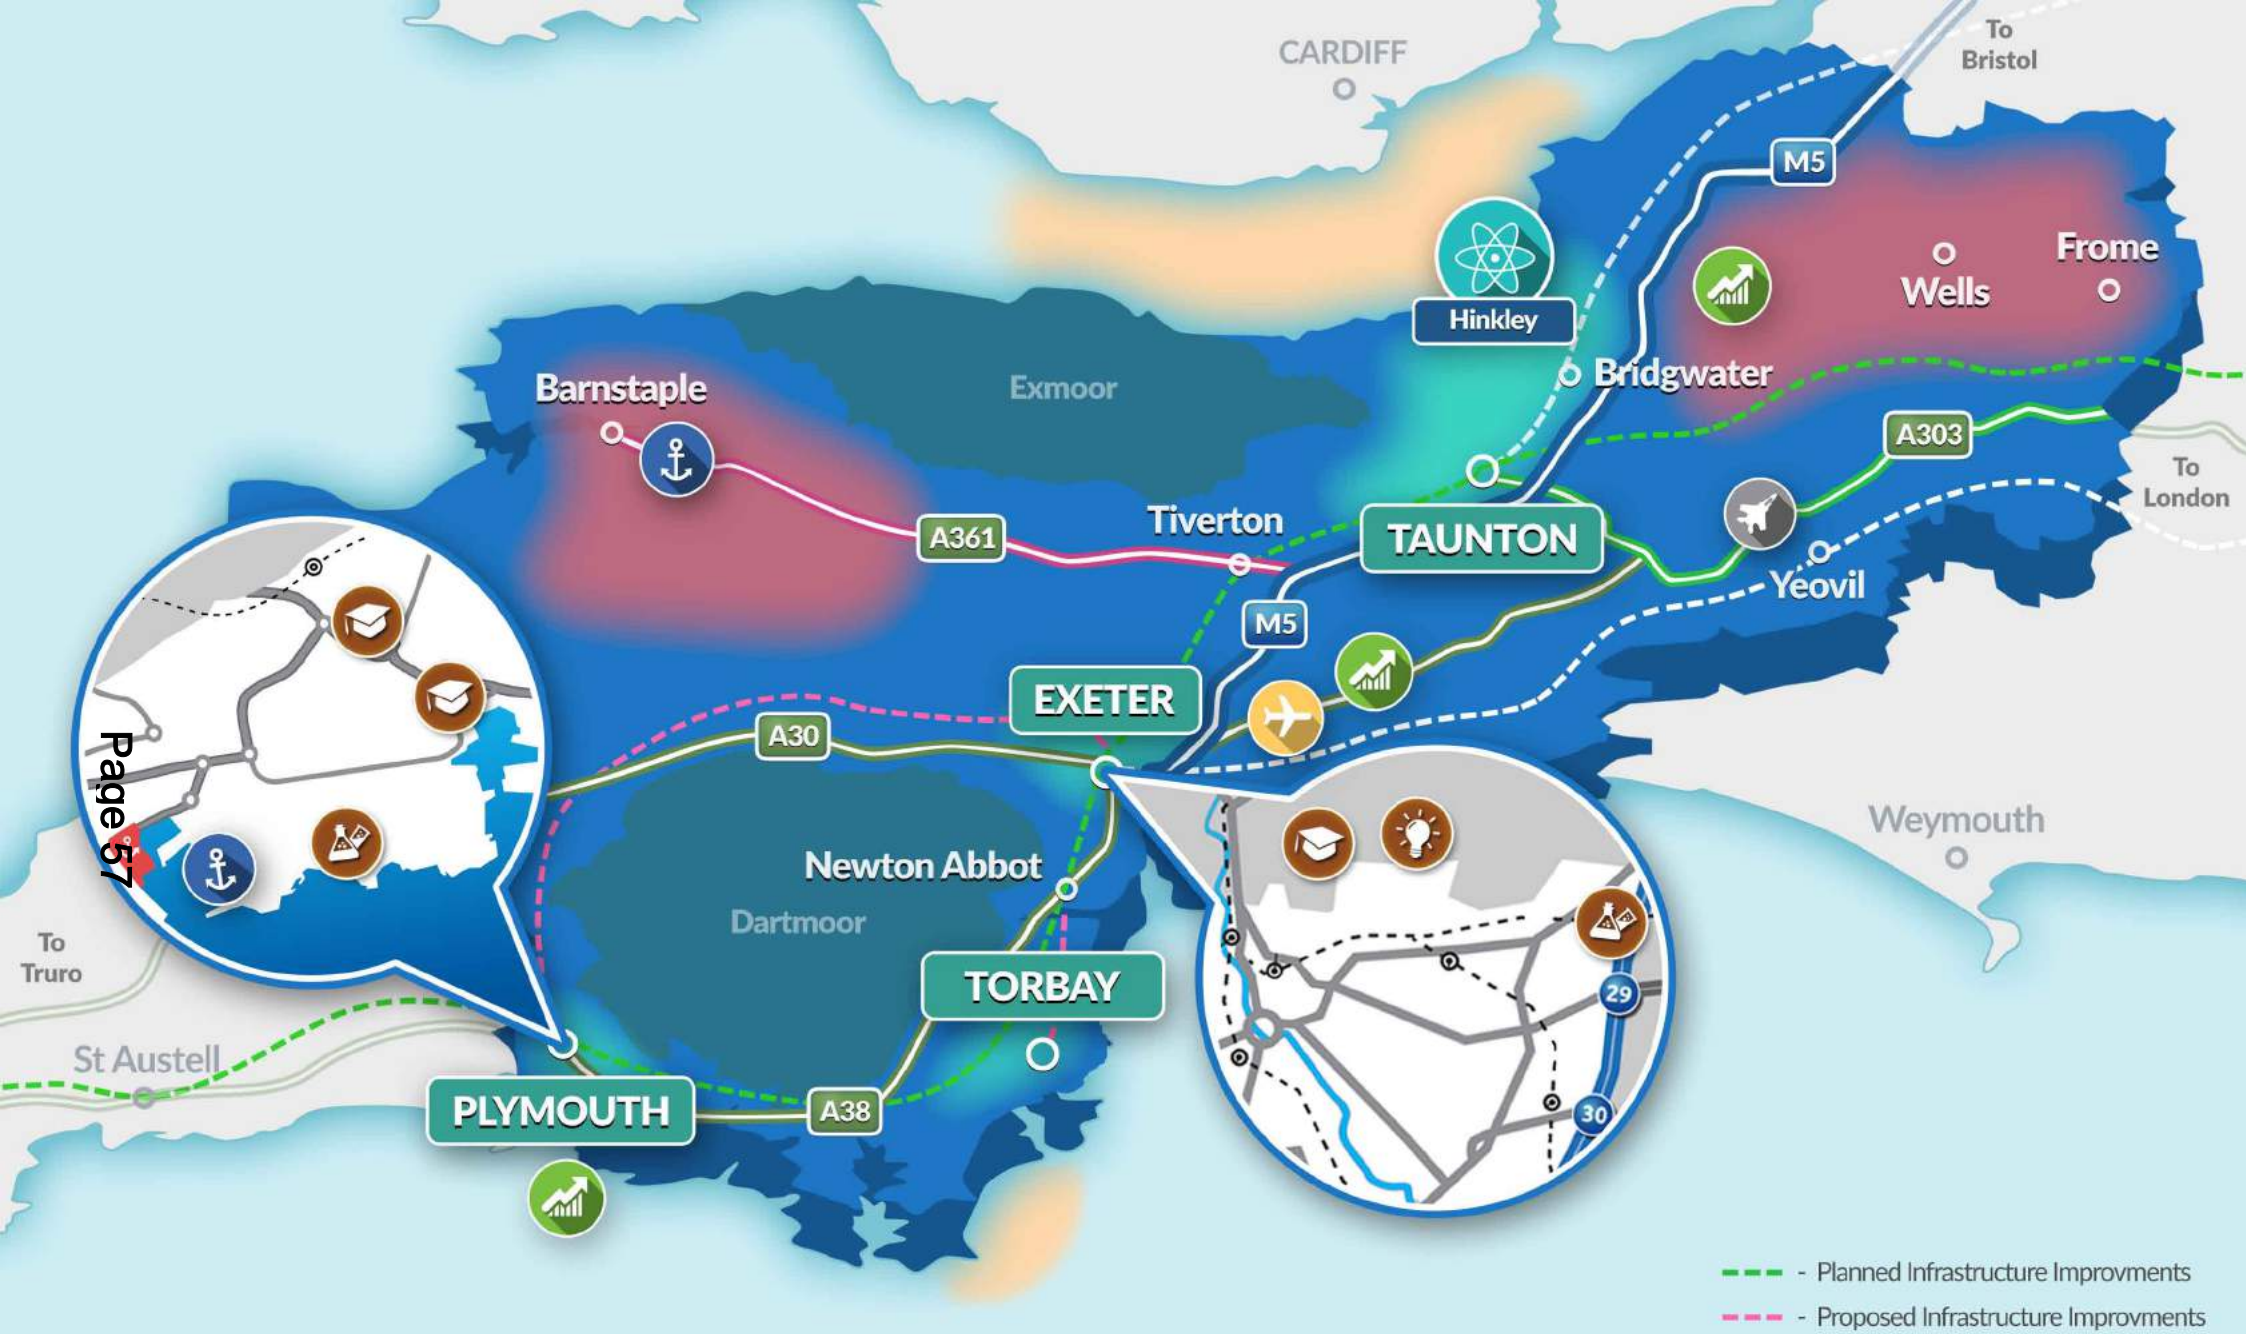 CARDIFF
To
Bristol
M5
Frome
Wells
Hinkley
Bridgwater
Barnstaple
Exmoor
A303
To
London
Tiverton
A361
TAUNTON
Yeovil
M5
EXETER
A30
Page 57
Weymouth
Newton Abbot
Dartmoor
To
Truro
TORBAY
29
St Austell
PLYMOUTH
A38
30
- Planned Infrastructure Improvments
- Proposed Infrastructure Improvments